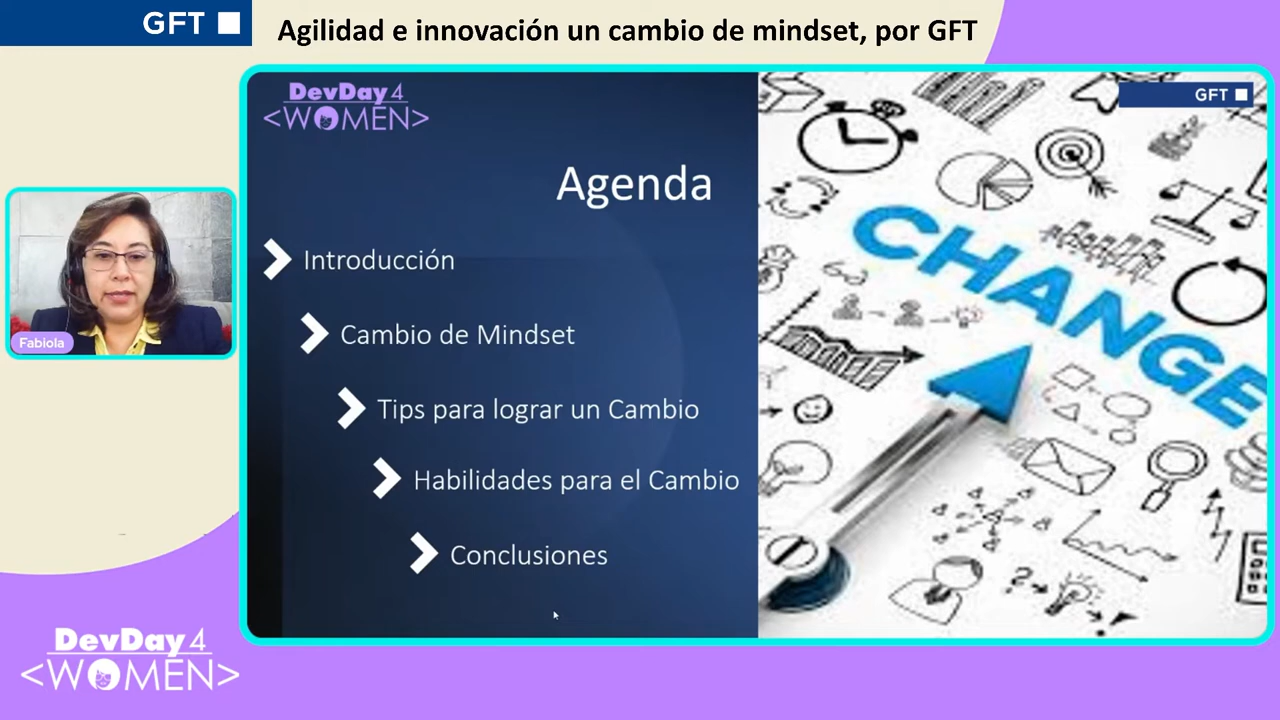 GFT
Agilidad e innovación un cambio de mindset, por GFT
DevDay4
<WOMEN>
GFT
Agenda
Introducción
Cambio de Mindset
Tips para lograr un Cambio
Habilidades para el Cambio
Conclusiones
CHANGE
Fabiola
DevDay4
<WOMEN>